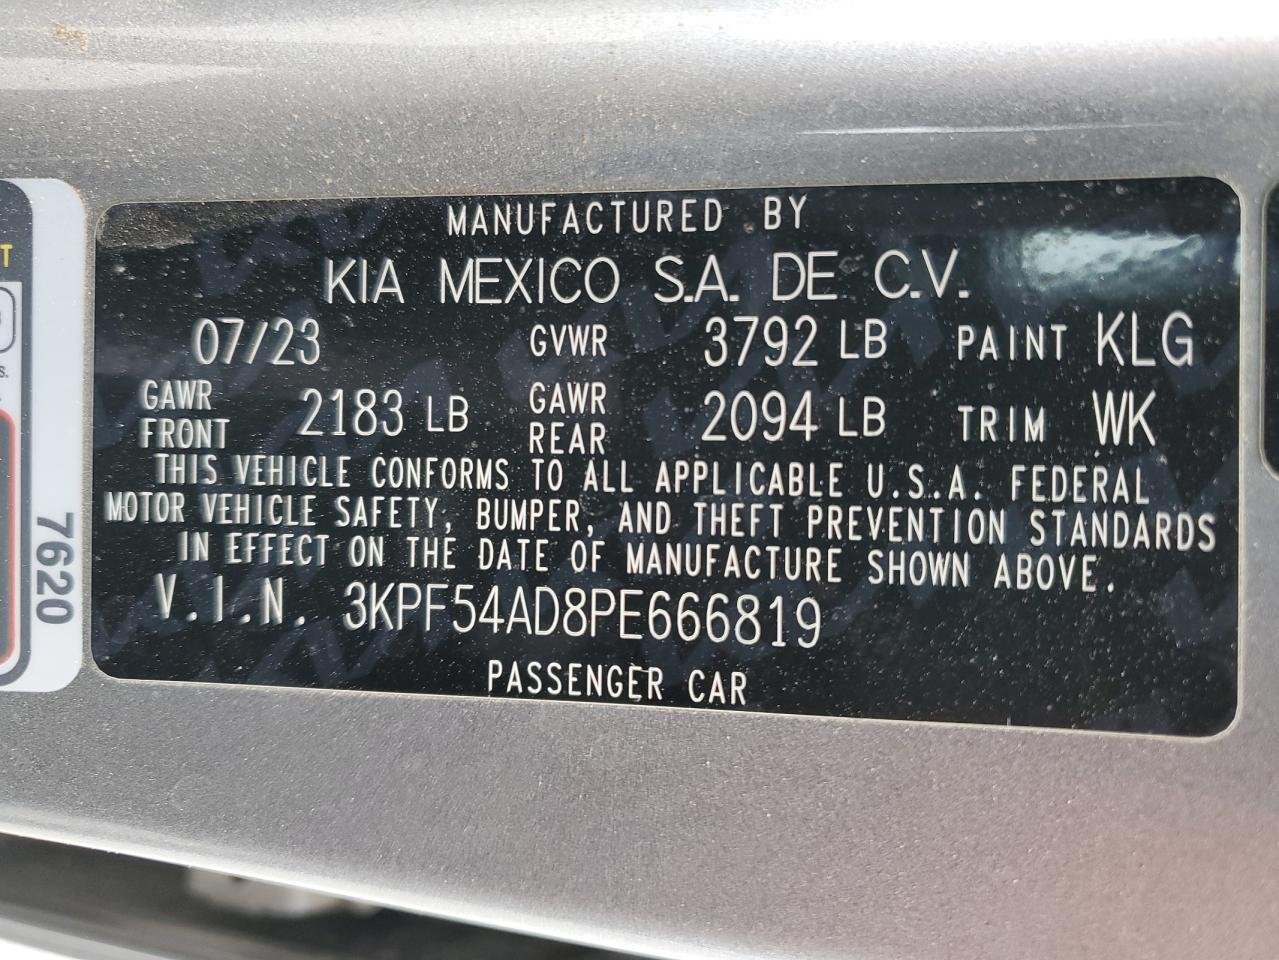 MANUFACTURED BY
KIA MEXICO S.A. DE C.V.
07/23 GVWR 3792 LB PAINT KLG
GAWR FRONT 2183 LB GAWR REAR 2094 LB TRIM WK
THIS VEHICLE CONFORMS TO ALL APPLICABLE U.S.A. FEDERAL
MOTOR VEHICLE SAFETY, BUMPER, AND THEFT PREVENTION STANDARDS
IN EFFECT ON THE DATE OF MANUFACTURE SHOWN ABOVE.
V.I.N. 3KPF54AD8PE666819
PASSENGER CAR
7620